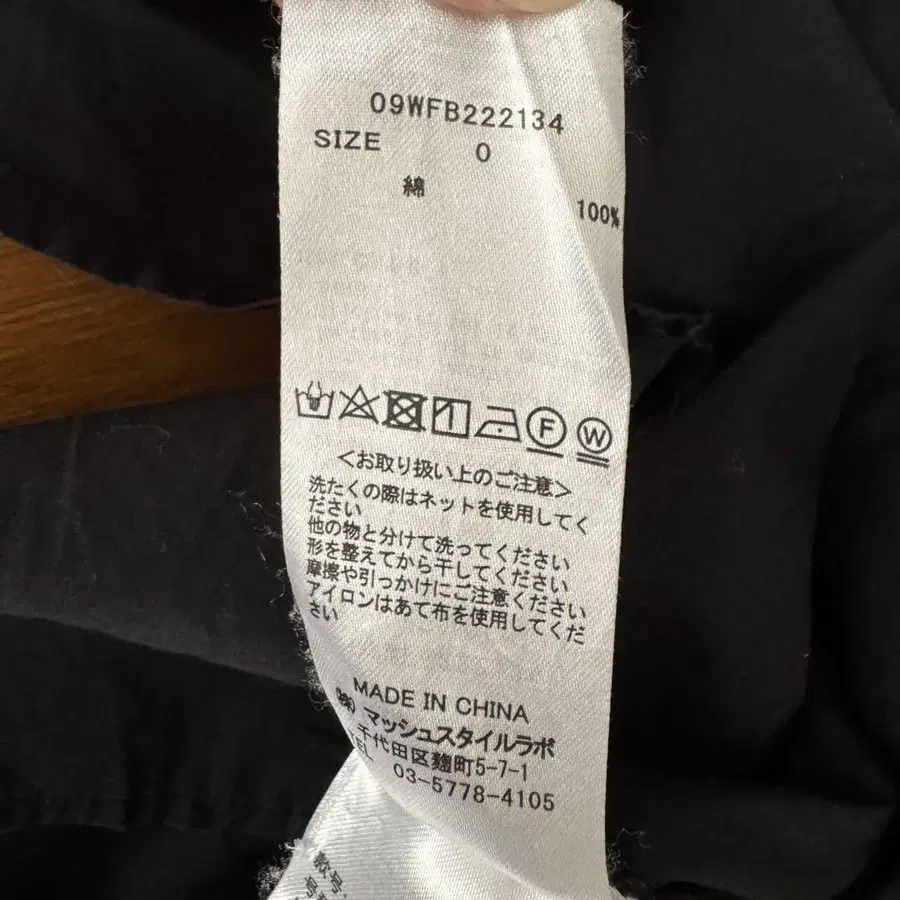 09WFB222134
SIZE 0
綿
100%
F W
<お取り扱い上のご注意>
洗たくの際はネットを使用してく
ださい
他の物と分けて洗ってください
形を整えてから干してください
摩擦や引っかけにご注意ください
アイロンはあて布を使用してくだ
さい
MADE IN CHINA
㈱マッシュスタイルラボ
千代田区麹町5-7-1
TEL 03-5778-4105
款号